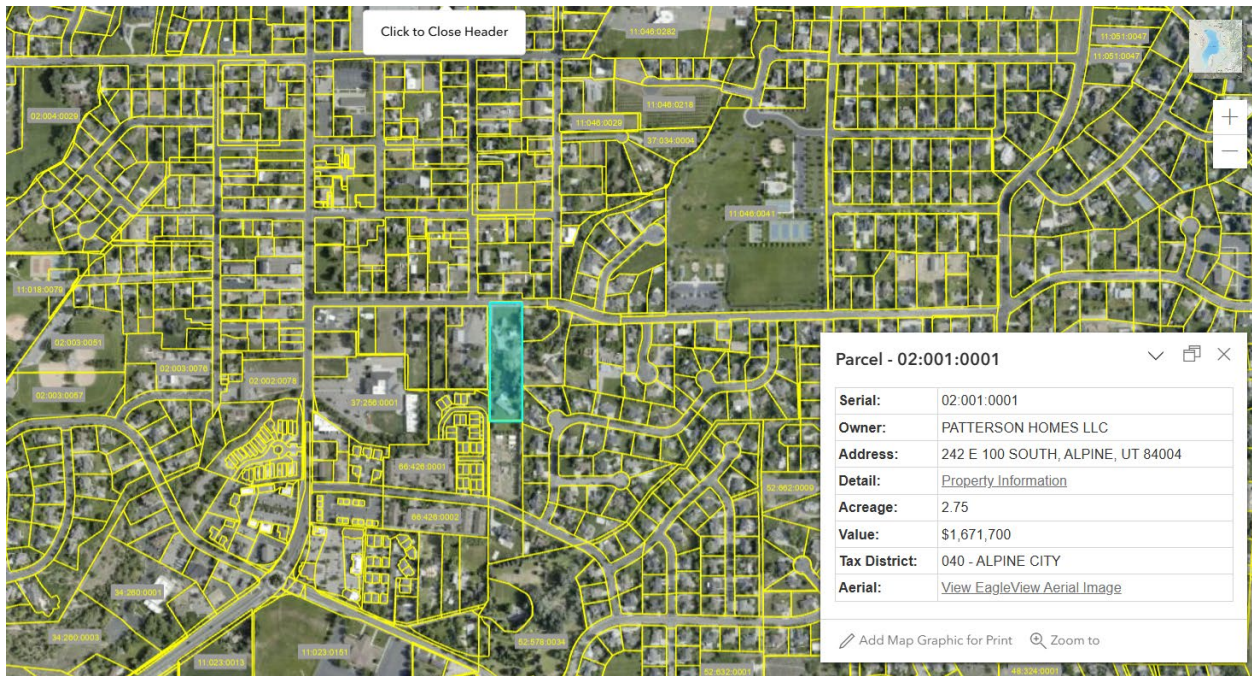 Click to Close Header
11:046:0282
11:051:0047
11:051:0047
02:004:0029
11:046:0218
11:046:0029
37:034:0004
11:046:0041
11:018:0079
02:003:0051
02:003:0076
02:002:0076
02:003:0057
37:256:0001
66:426:0001
66:426:0002
52:662:0009
34:260:0001
34:260:0003
11:023:0013
11:023:0161
52:578:0034
52:632:0001
48:324:0001
Parcel - 02:001:0001
Serial: 02:001:0001
Owner: PATTERSON HOMES LLC
Address: 242 E 100 SOUTH, ALPINE, UT 84004
Detail: Property Information
Acreage: 2.75
Value: $1,671,700
Tax District: 040 - ALPINE CITY
Aerial: View EagleView Aerial Image
Add Map Graphic for Print Zoom to